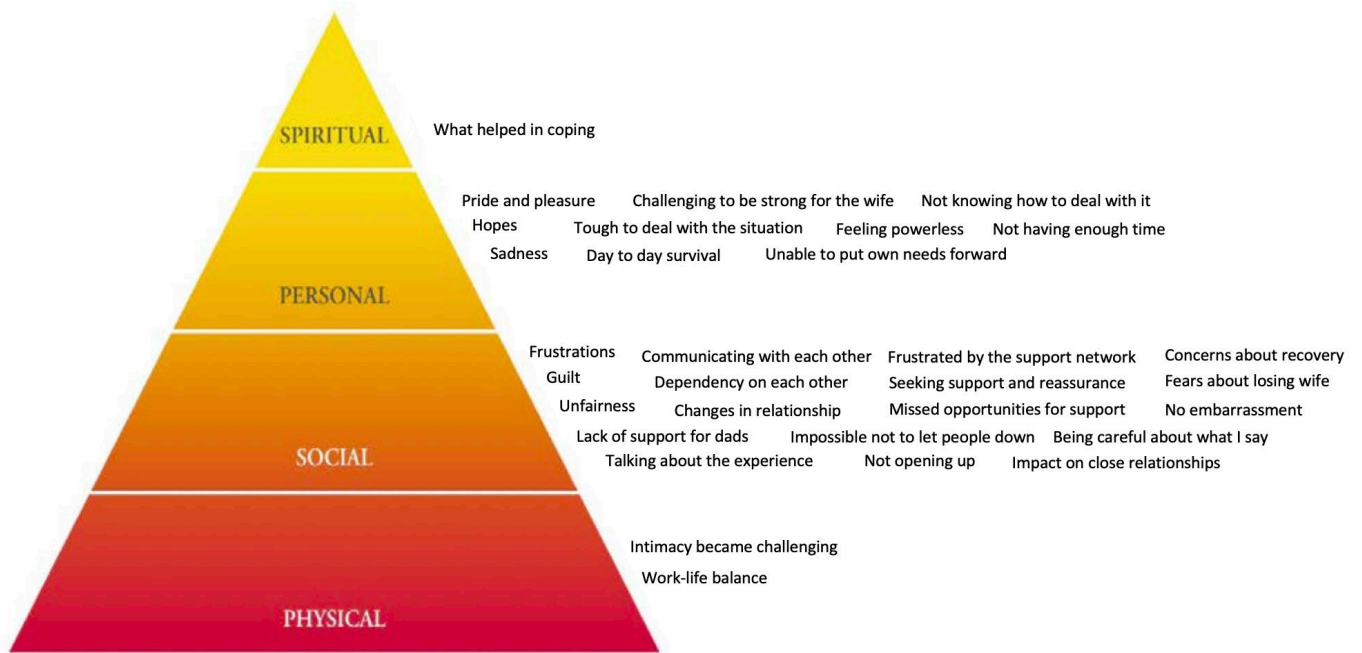 SPIRITUAL
What helped in coping
Pride and pleasure Challenging to be strong for the wife Not knowing how to deal with it
Hopes Tough to deal with the situation Feeling powerless Not having enough time
Sadness Day to day survival Unable to put own needs forward
PERSONAL
Frustrations Communicating with each other Frustrated by the support network Concerns about recovery
Guilt Dependency on each other Seeking support and reassurance Fears about losing wife
Unfairness Changes in relationship Missed opportunities for support No embarrassment
Lack of support for dads Impossible not to let people down Being careful about what I say
SOCIAL
Talking about the experience Not opening up Impact on close relationships
Intimacy became challenging
Work-life balance
PHYSICAL